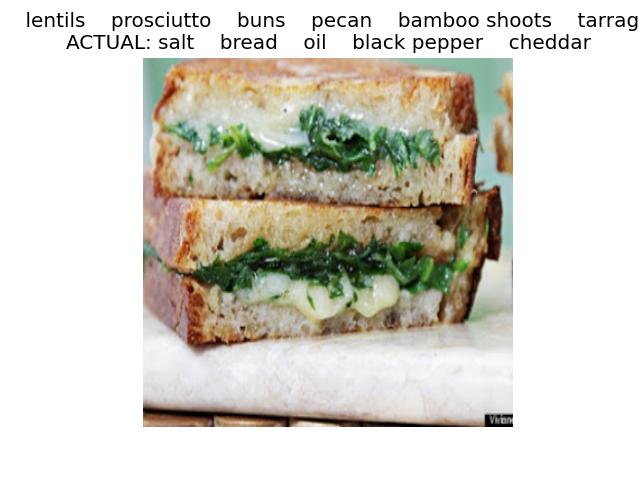 lentils prosciutto buns pecan bamboo shoots tarrag
ACTUAL: salt bread oil black pepper cheddar